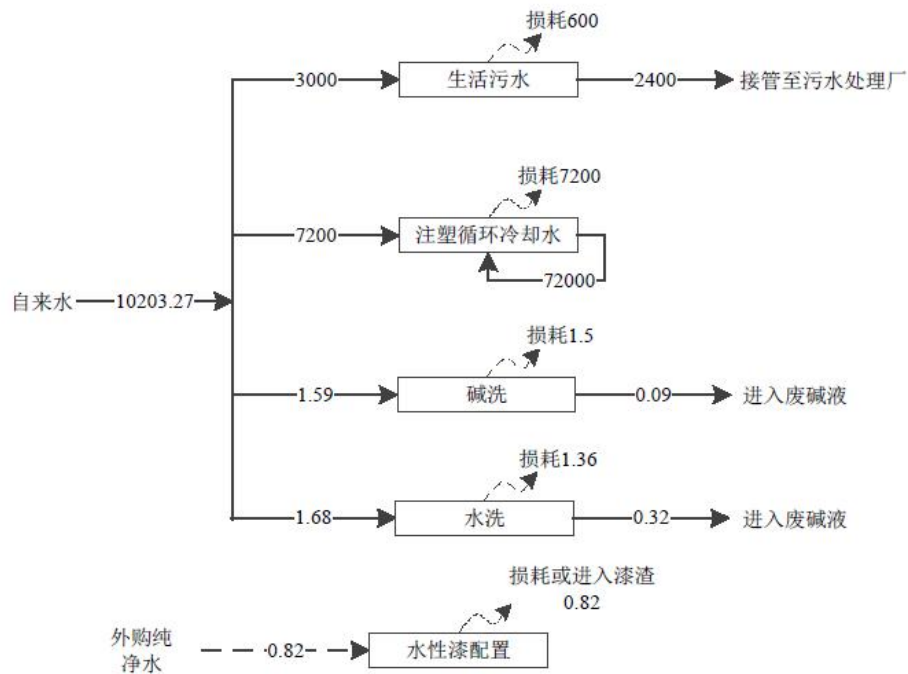 损耗600
3000
生活污水
2400
接管至污水处理厂
损耗7200
7200
注塑循环冷却水
72000
自来水
10203.27
损耗1.5
1.59
碱洗
0.09
进入废碱液
损耗1.36
1.68
水洗
0.32
进入废碱液
损耗或进入漆渣
0.82
外购纯
净水
0.82
水性漆配置